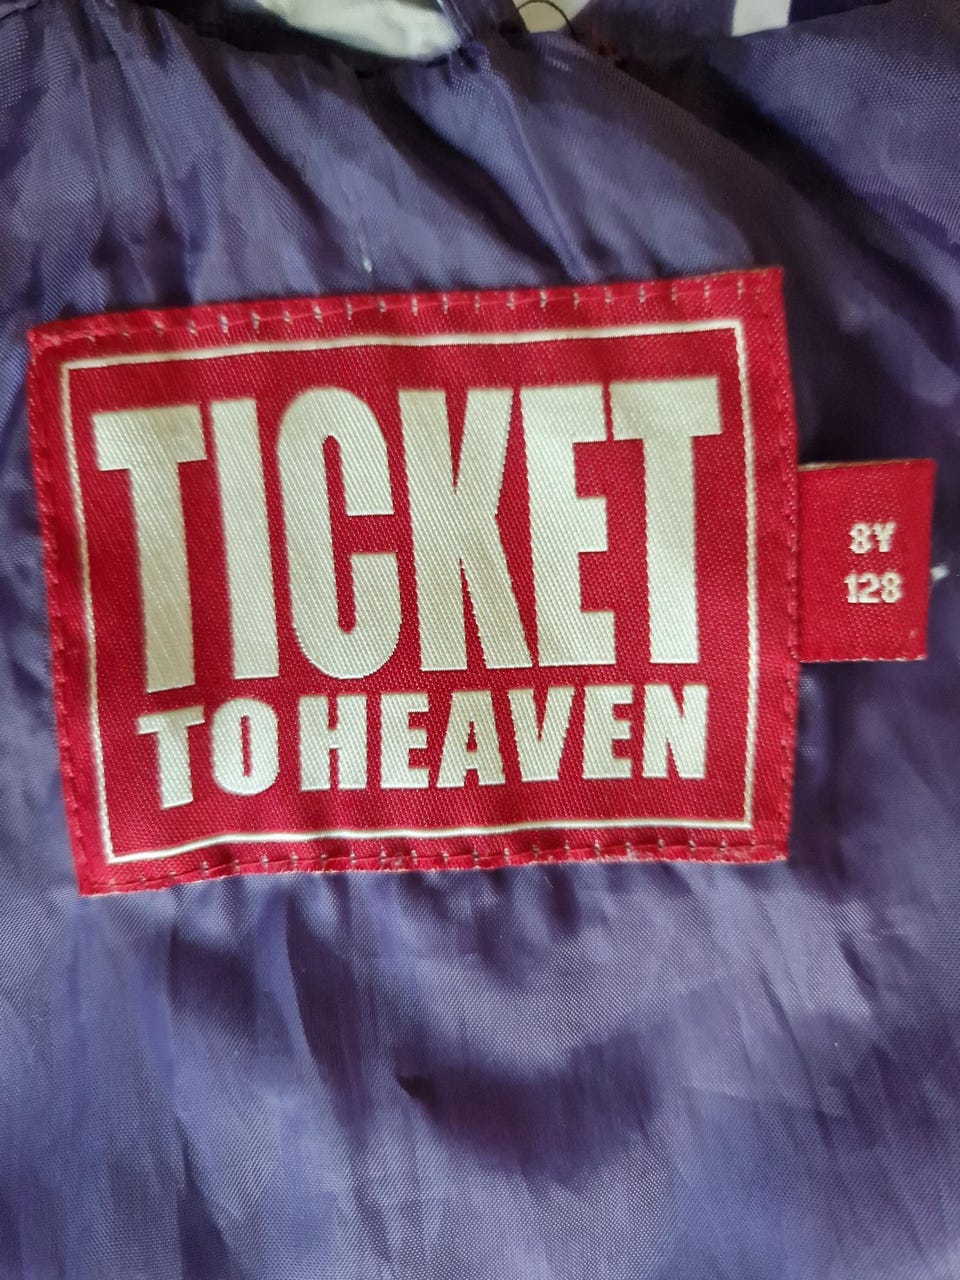 TICKET
TO HEAVEN
8Y
128